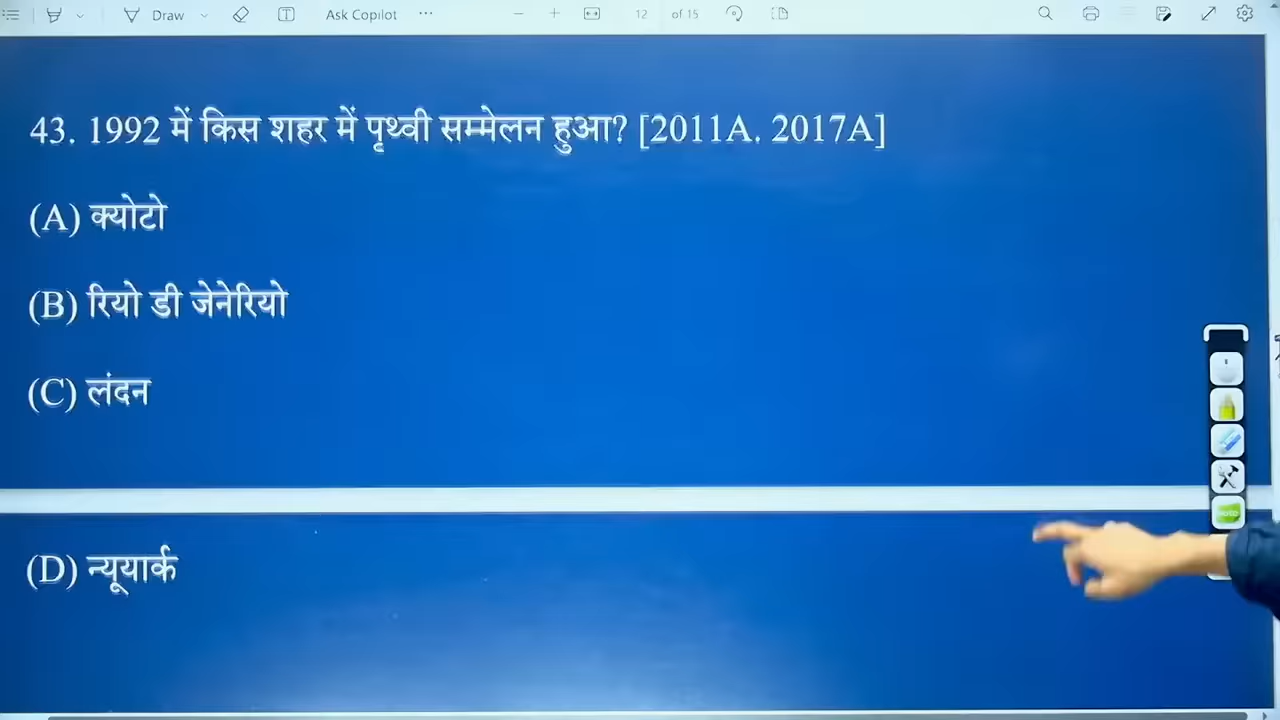 Draw
Ask Copilot
12 of 15
43. 1992 में किस शहर में पृथ्वी सम्मेलन हुआ? [2011A. 2017A]
(A) क्योटो
(B) रियो डी जेनेरियो
(C) लंदन
(D) न्यूयार्क